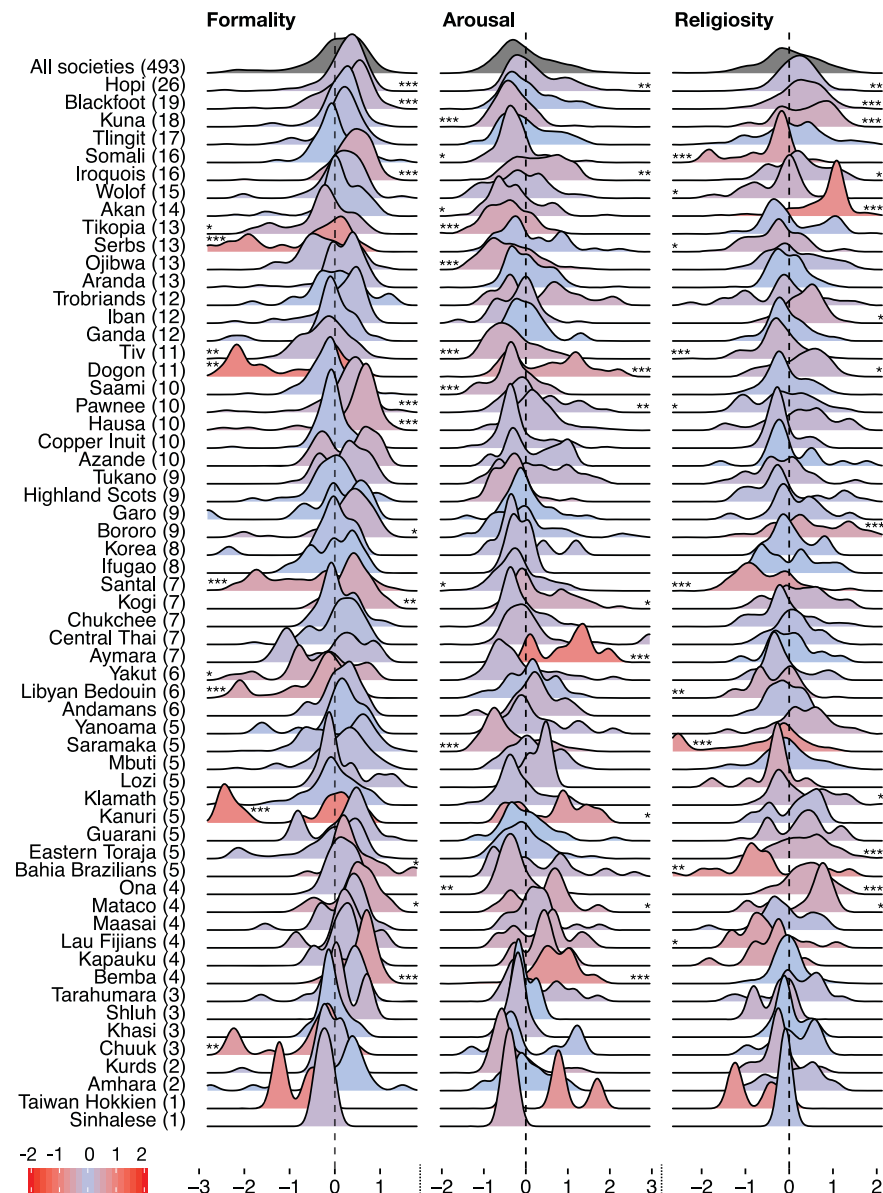 Formality Arousal Religiosity
All societies (493)
Hopi (26) *** ** **
Blackfoot (19) *** ***
Kuna (18) *** ***
Tlingit (17)
Somali (16) * ***
Iroquois (16) *** ** *
Wolof (15) *
Akan (14) * ***
Tikopia (13) * ***
Serbs (13) *** *
Ojibwa (13) ***
Aranda (13)
Trobriands (12)
Iban (12) *
Ganda (12)
Tiv (11) ** *** ***
Dogon (11) ** *** *
Saami (10) ***
Pawnee (10) *** ** *
Hausa (10) ***
Copper Inuit (10)
Azande (10)
Tukano (9)
Highland Scots (9)
Garo (9)
Bororo (9) * ***
Korea (8)
Ifugao (8)
Santal (7) *** * ***
Kogi (7) ** *
Chukchee (7)
Central Thai (7)
Aymara (7) ***
Yakut (6) *
Libyan Bedouin (6) *** **
Andamans (6)
Yanoama (5)
Saramaka (5) *** ***
Mbuti (5)
Lozi (5)
Klamath (5) *
Kanuri (5) *** *
Guarani (5)
Eastern Toraja (5) ***
Bahia Brazilians (5) * **
Ona (4) ** ***
Mataco (4) * * *
Maasai (4)
Lau Fijians (4) *
Kapauku (4)
Bemba (4) *** ***
Tarahumara (3)
Shluh (3)
Khasi (3)
Chuuk (3) **
Kurds (2)
Amhara (2)
Taiwan Hokkien (1)
Sinhalese (1)
-2 -1 0 1 2
-3 -2 -1 0 1 -2 -1 0 1 2 3 -2 -1 0 1 2